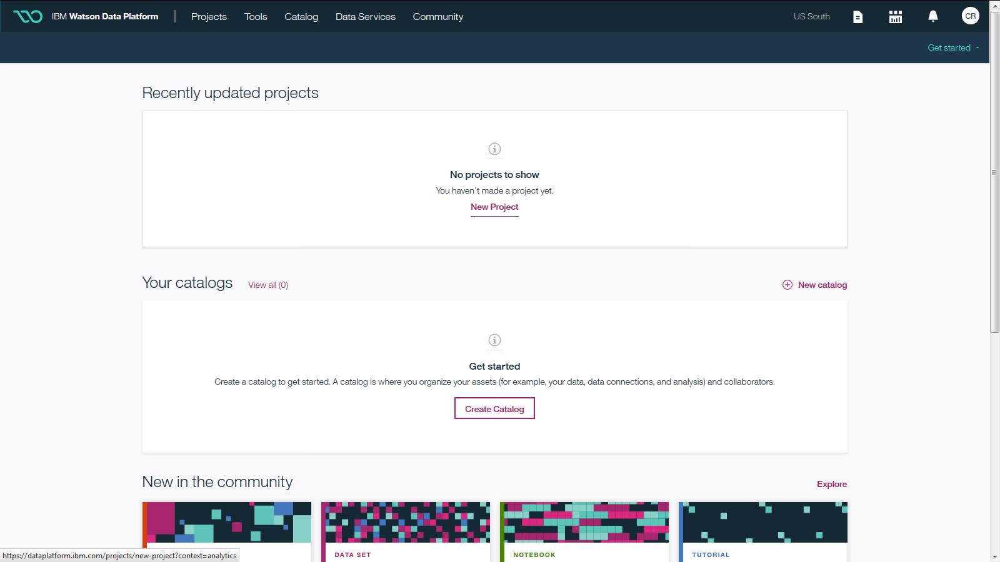 IBM Watson Data Platform | Projects Tools Catalog Data Services Community US South CR
Get started
Recently updated projects
No projects to show
You haven't made a project yet.
New Project
Your catalogs View all (0) New catalog
Get started
Create a catalog to get started. A catalog is where you organize your assets (for example, your data, data connections, and analysis) and collaborators.
Create Catalog
New in the community Explore
DATA SET NOTEBOOK TUTORIAL
https://dataplatform.ibm.com/projects/new-project?context=analytics